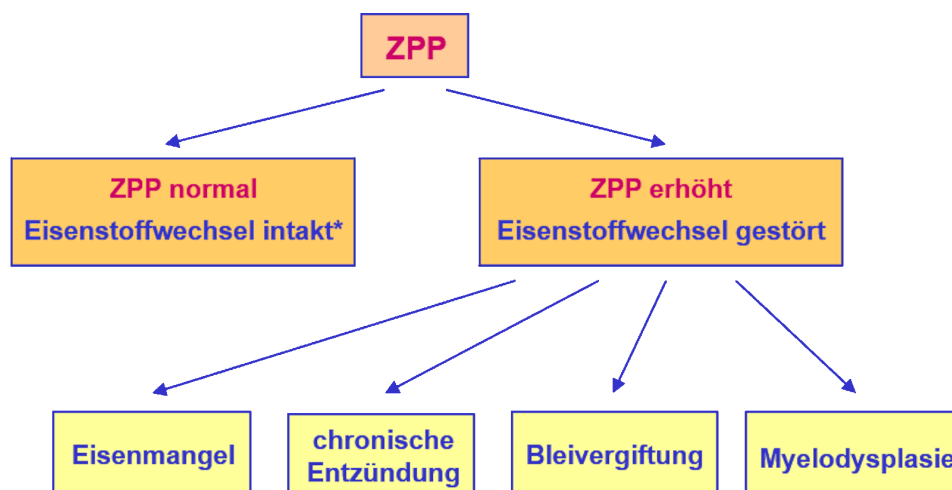 ZPP
ZPP normal
Eisenstoffwechsel intakt*
ZPP erhöht
Eisenstoffwechsel gestört
Eisenmangel
chronische
Entzündung
Bleivergiftung
Myelodysplasie